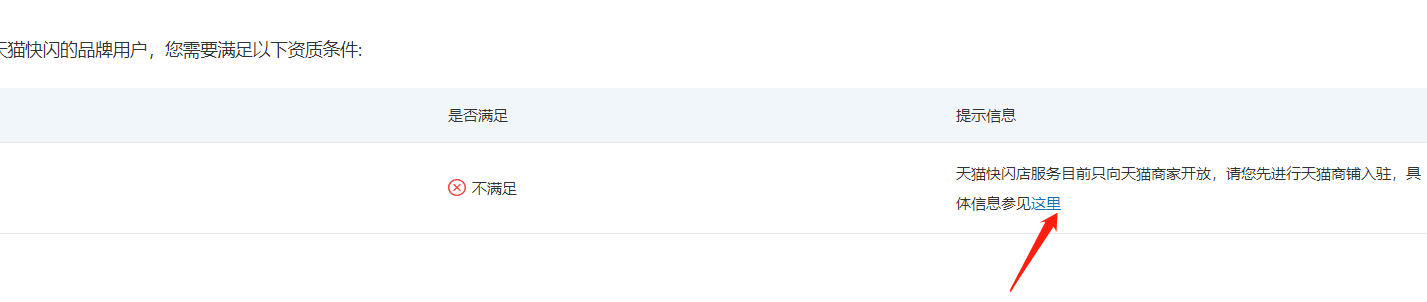 天猫快闪的品牌用户，您需要满足以下资质条件:
是否满足
提示信息
不满足
天猫快闪店服务目前只向天猫商家开放，请您先进行天猫商铺入驻，具
体信息参见这里